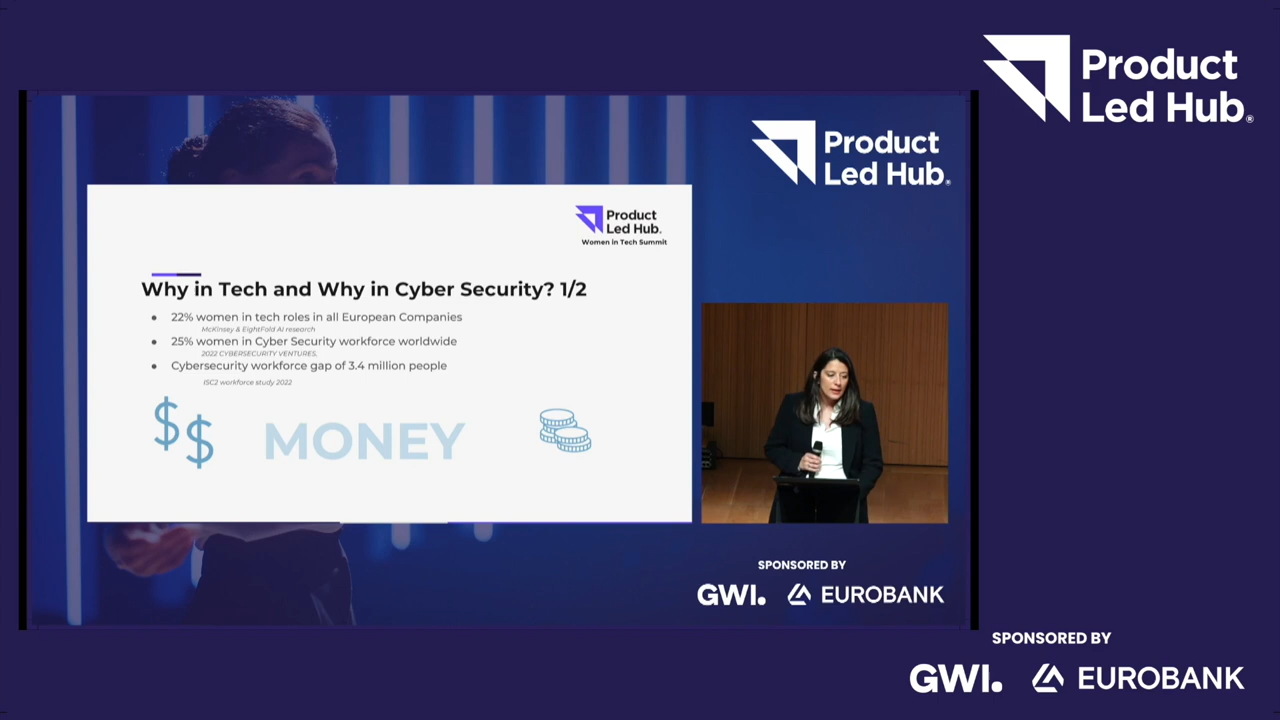 Product
Led Hub®
Product
Led Hub®
Product
Led Hub.
Women in Tech Summit
Why in Tech and Why in Cyber Security? 1/2
• 22% women in tech roles in all European Companies
McKinsey & EightFold AI research
• 25% women in Cyber Security workforce worldwide
2022 CYBERSECURITY VENTURES,
• Cybersecurity workforce gap of 3.4 million people
ISC2 workforce study 2022
$$ MONEY
SPONSORED BY
GWI. EUROBANK
SPONSORED BY
GWI. EUROBANK